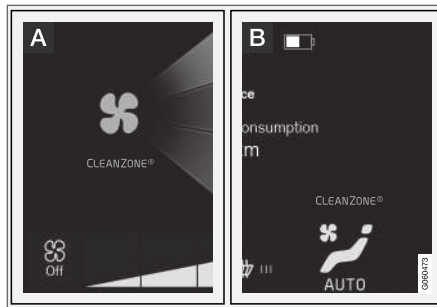 A
CLEANZONE®
Off
B
ce
onsumption
m
CLEANZONE®
AUTO
G060473